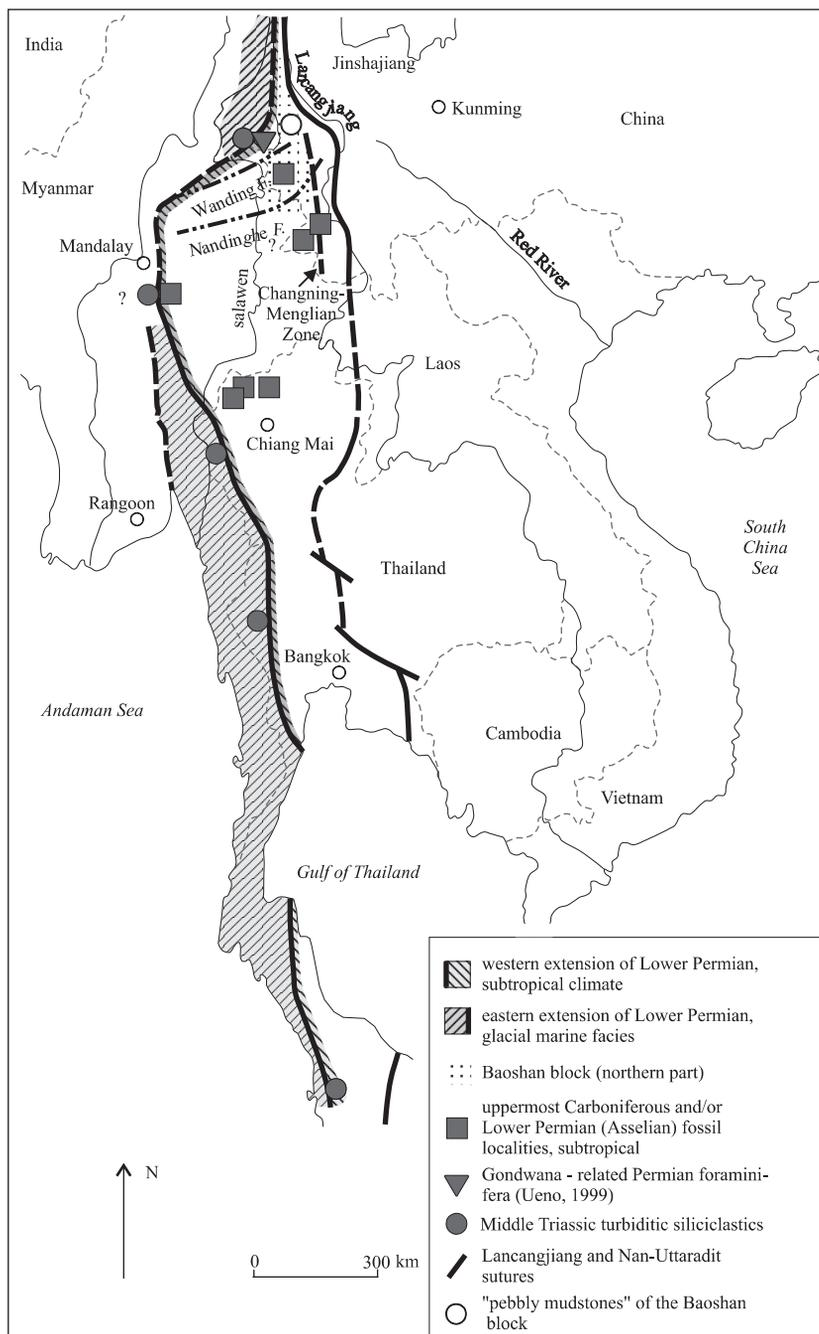 India
Jinshajiang
Lancangjiang
Kunming
China
Myanmar
Wanding F.
Nandinghe F.
?
Mandalay
Red River
?
salawen
Changning-
Menglian
Zone
Laos
Chiang Mai
Rangoon
South
China
Sea
Thailand
Bangkok
Andaman Sea
Cambodia
Vietnam
Gulf of Thailand
western extension of Lower Permian,
subtropical climate
eastern extension of Lower Permian,
glacial marine facies
Baoshan block (northern part)
uppermost Carboniferous and/or
Lower Permian (Asselian) fossil
localities, subtropical
Gondwana - related Permian foramini-
fera (Ueno, 1999)
Middle Triassic turbiditic siliciclastics
Lancangjiang and Nan-Uttaradit
sutures
"pebbly mudstones" of the Baoshan
block
N
0 300 km